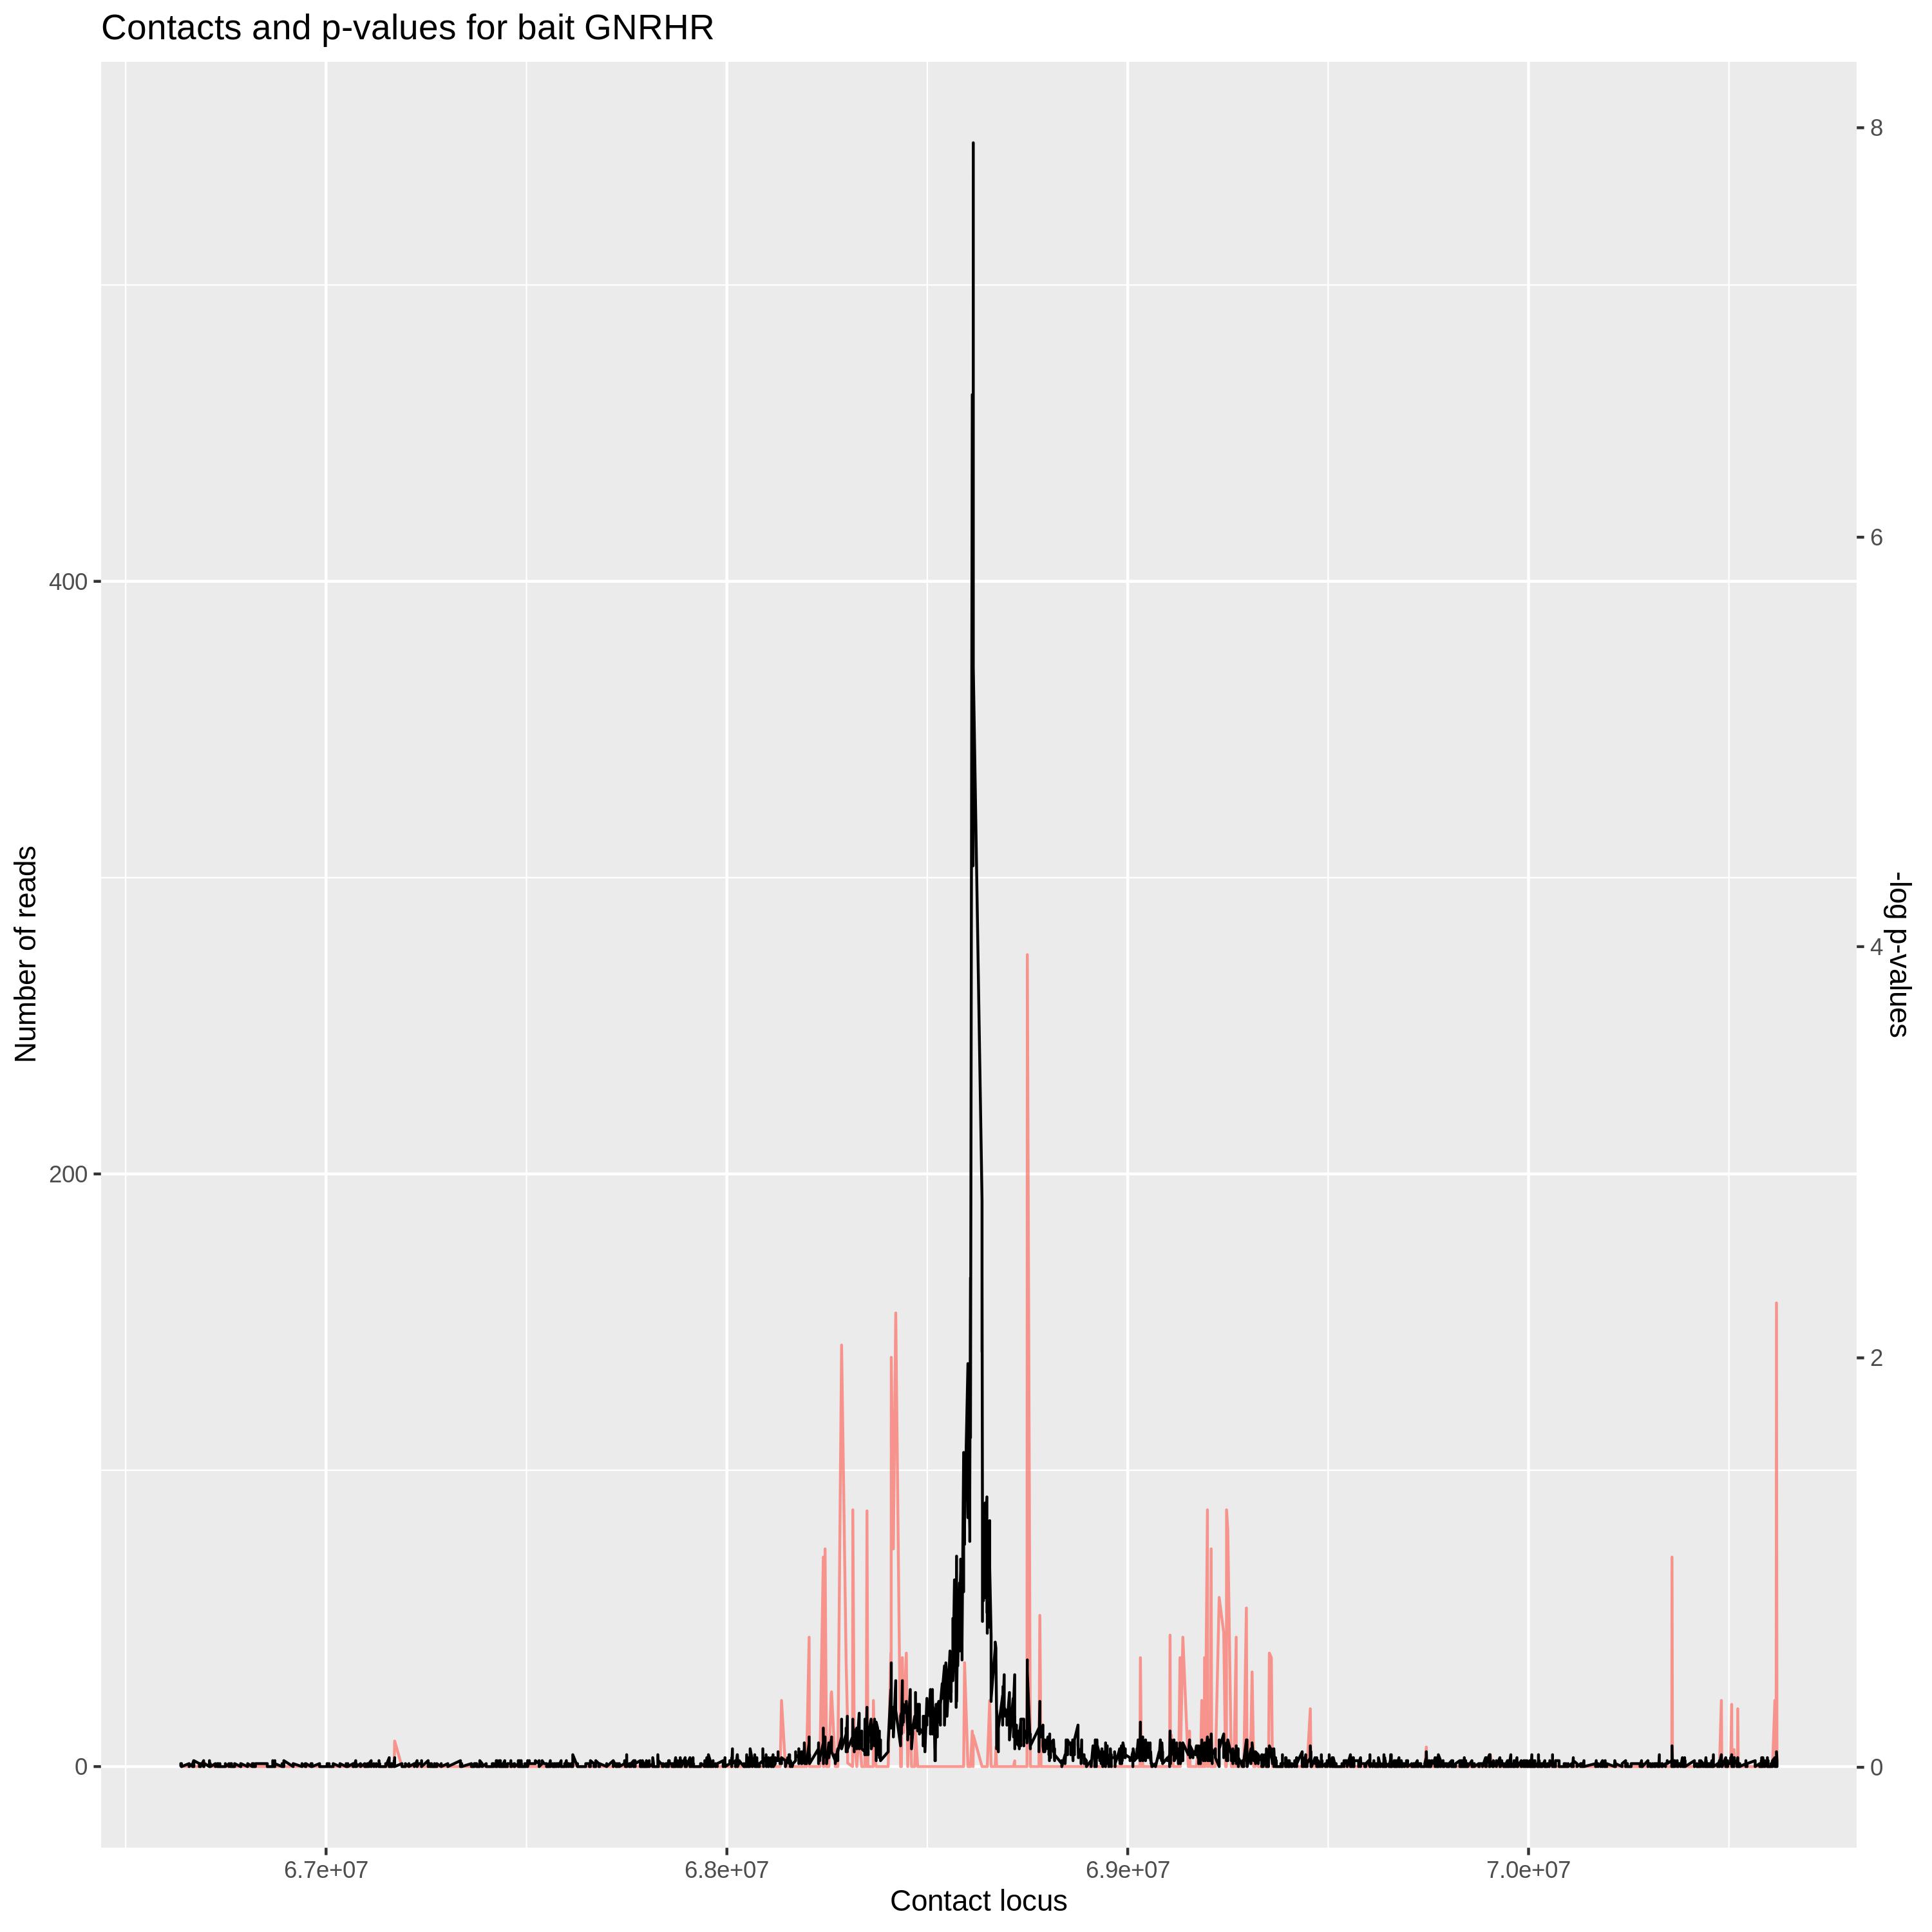 Contacts and p-values for bait GNRHR
8
6
400
Number of reads
-log p-values
4
200
2
0
0
6.7e+07
6.8e+07
6.9e+07
7.0e+07
Contact locus